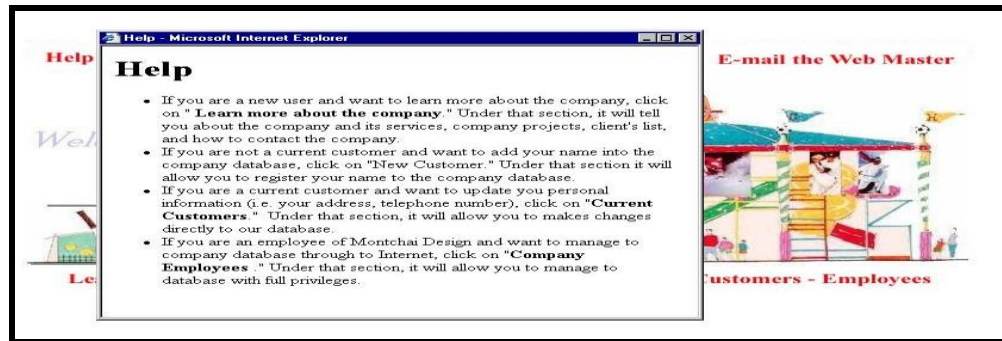 Help - Microsoft Internet Explorer
Help
E-mail the Web Master
Help
• If you are a new user and want to learn more about the company, click
on " Learn more about the company." Under that section, it will tell
you about the company and its services, company projects, client's list,
and how to contact the company.
• If you are not a current customer and want to add your name into the
company database, click on "New Customer." Under that section it will
allow you to register your name to the company database.
• If you are a current customer and want to update you personal
information (i.e. your address, telephone number), click on "Current
Customers." Under that section, it will allow you to makes changes
directly to our database.
• If you are an employee of Montchai Design and want to manage to
company database through to Internet, click on "Company
Employees ." Under that section, it will allow you to manage to
database with full privileges.
Wel
Le
ustomers - Employees